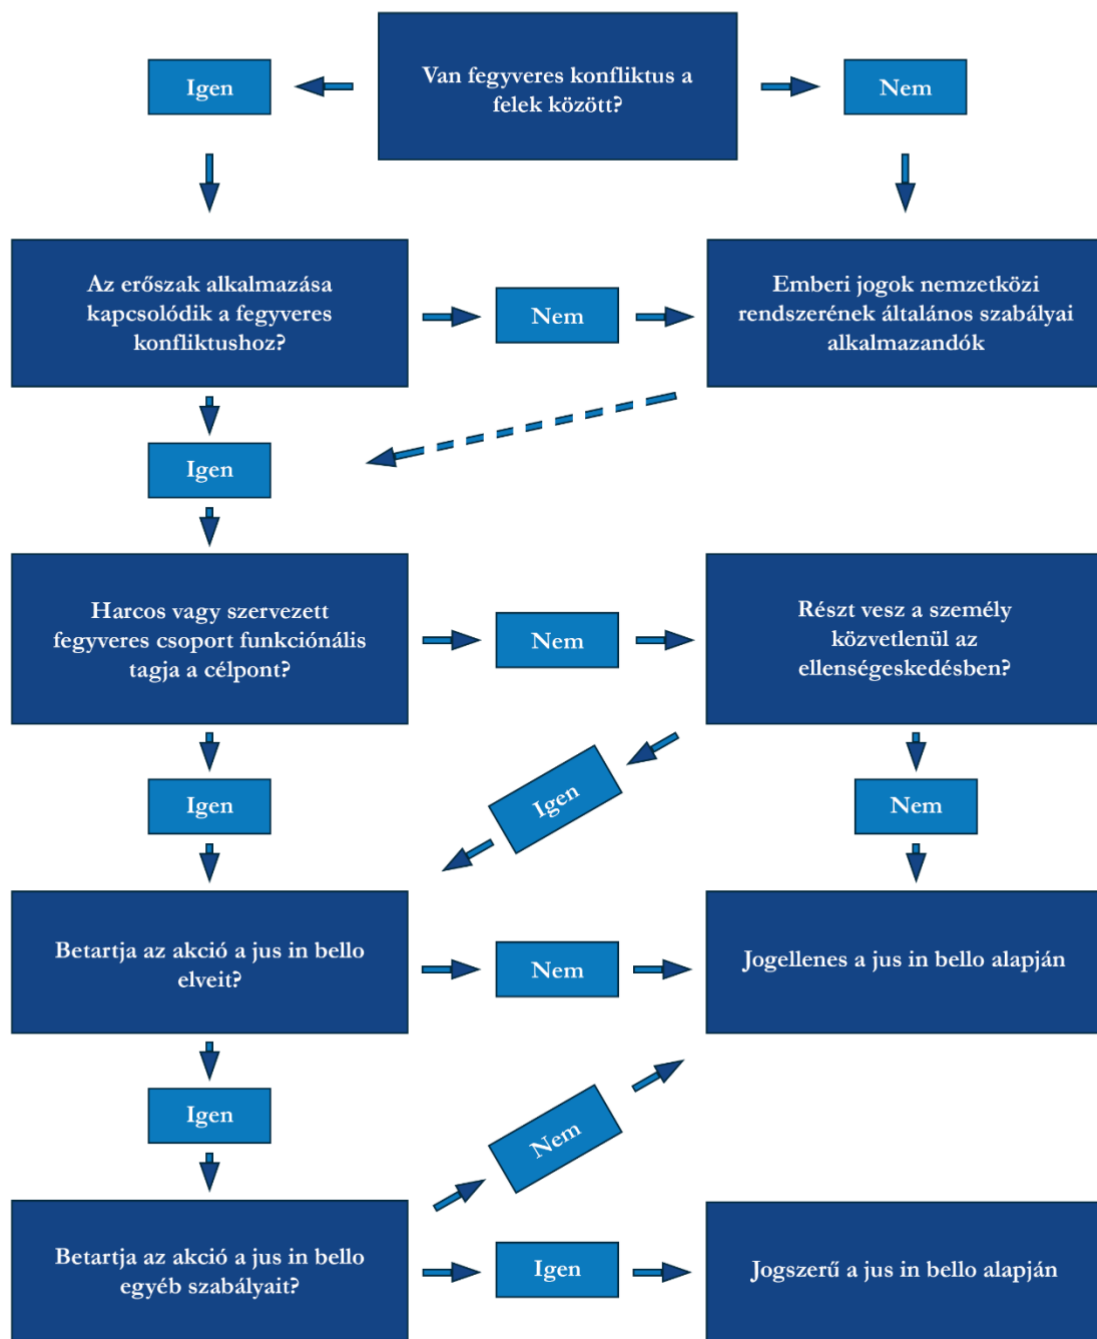 Van fegyveres konfliktus a
felek között?
Igen
Nem
Az erőszak alkalmazása
kapcsolódik a fegyveres
konfliktushoz?
Nem
Emberi jogok nemzetközi
rendszerének általános szabályai
alkalmazandók
Igen
Harcos vagy szervezett
fegyveres csoport funkciónális
tagja a célpont?
Nem
Részt vesz a személy
közvetlenül az
ellenségeskedésben?
Igen
Igen
Nem
Betartja az akció a jus in bello
elveit?
Nem
Jogellenes a jus in bello alapján
Igen
Nem
Betartja az akció a jus in bello
egyéb szabályait?
Igen
Jogszerű a jus in bello alapján